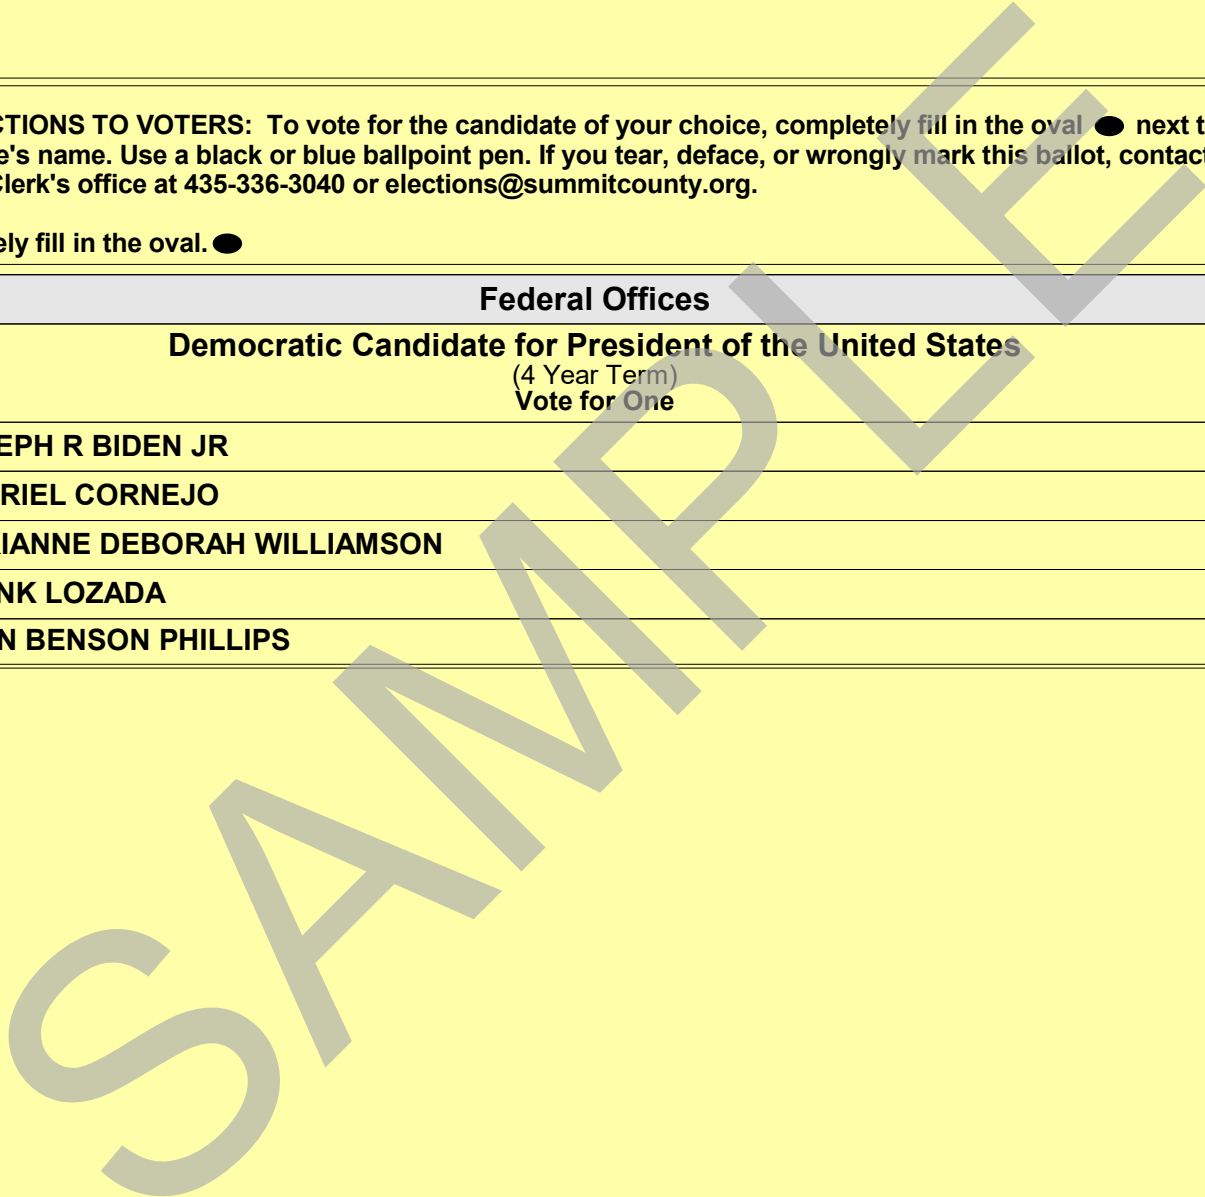 CTIONS TO VOTERS: To vote for the candidate of your choice, completely fill in the oval next t
e's name. Use a black or blue ballpoint pen. If you tear, deface, or wrongly mark this ballot, contact
Clerk's office at 435-336-3040 or elections@summitcounty.org.
ely fill in the oval.
Federal Offices
Democratic Candidate for President of the United States
(4 Year Term)
Vote for One
EPH R BIDEN JR
RIEL CORNEJO
IANNE DEBORAH WILLIAMSON
NK LOZADA
N BENSON PHILLIPS
SAMPLE